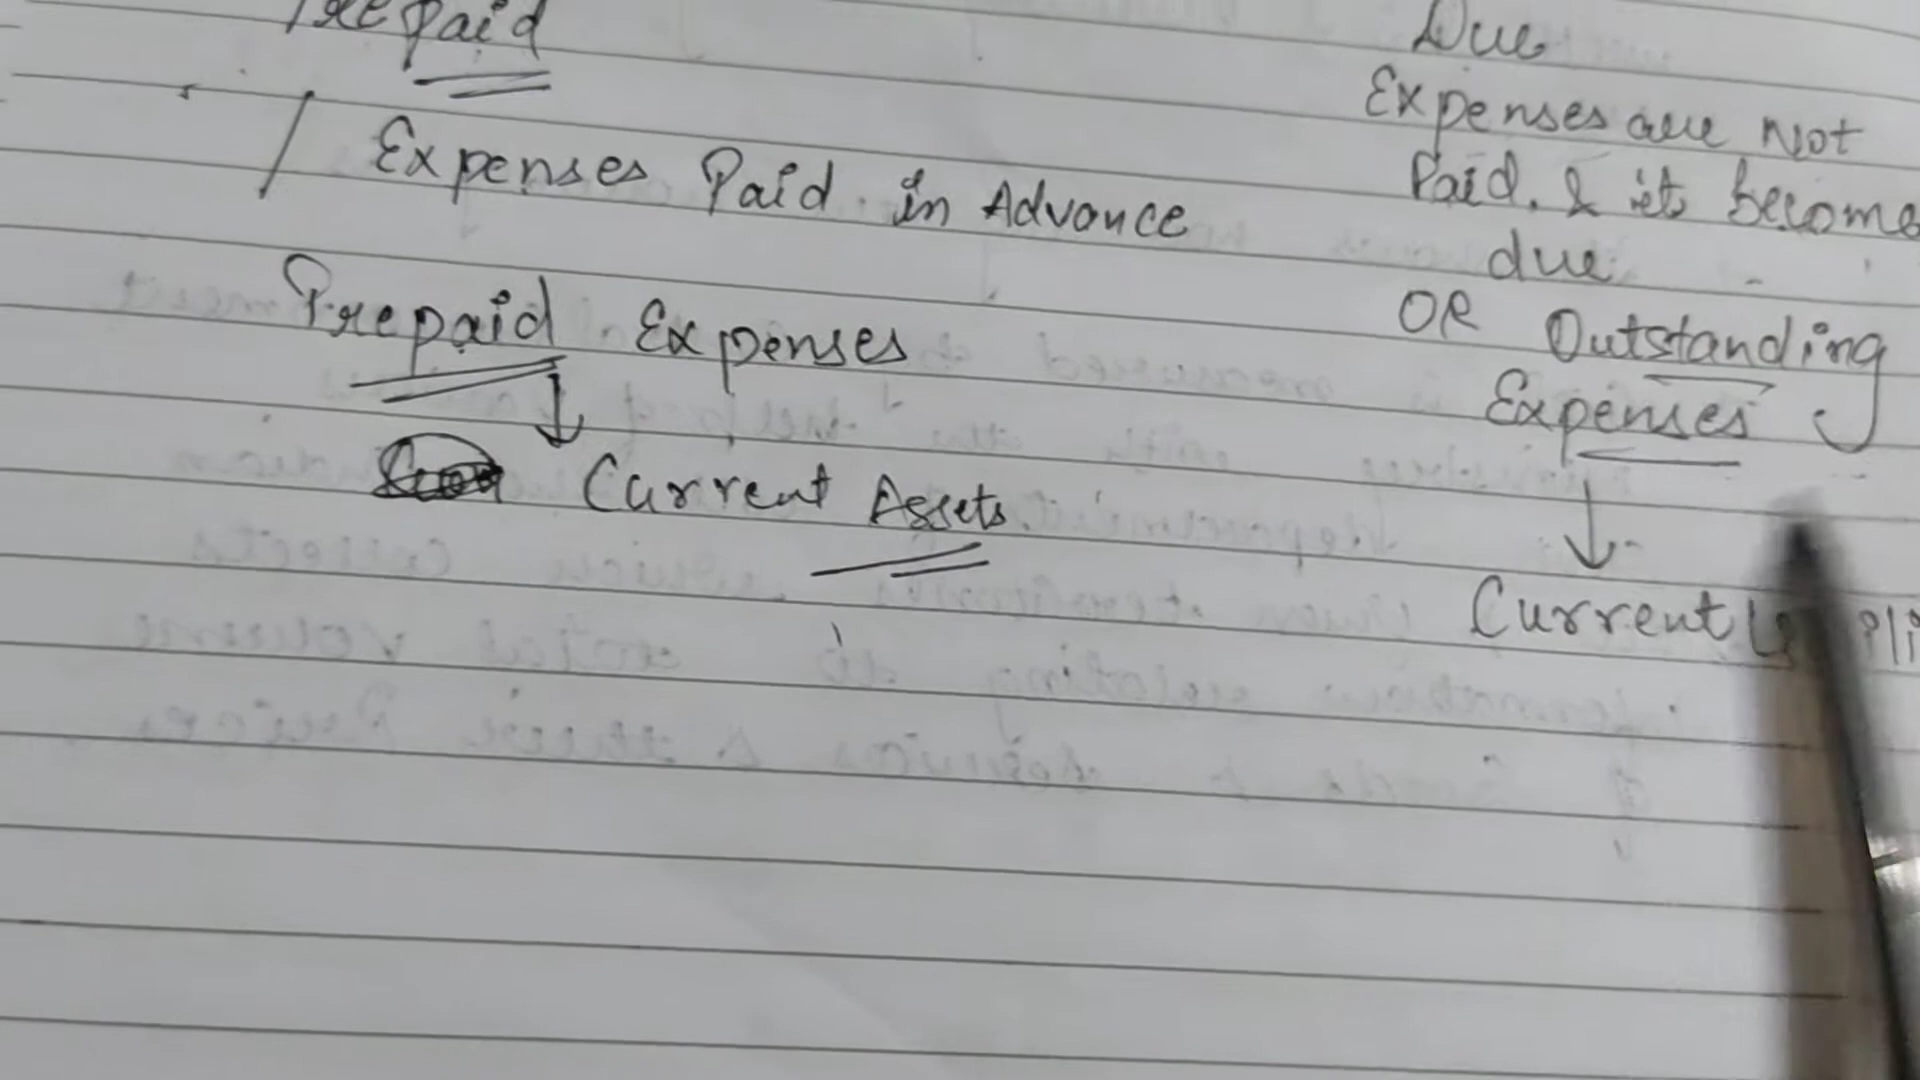 Prepaid
Expenses Paid in Advance
Prepaid Expenses
Current Assets
Due
Expenses are Not
Paid. & it become
due
OR Outstanding
Expenses
Current